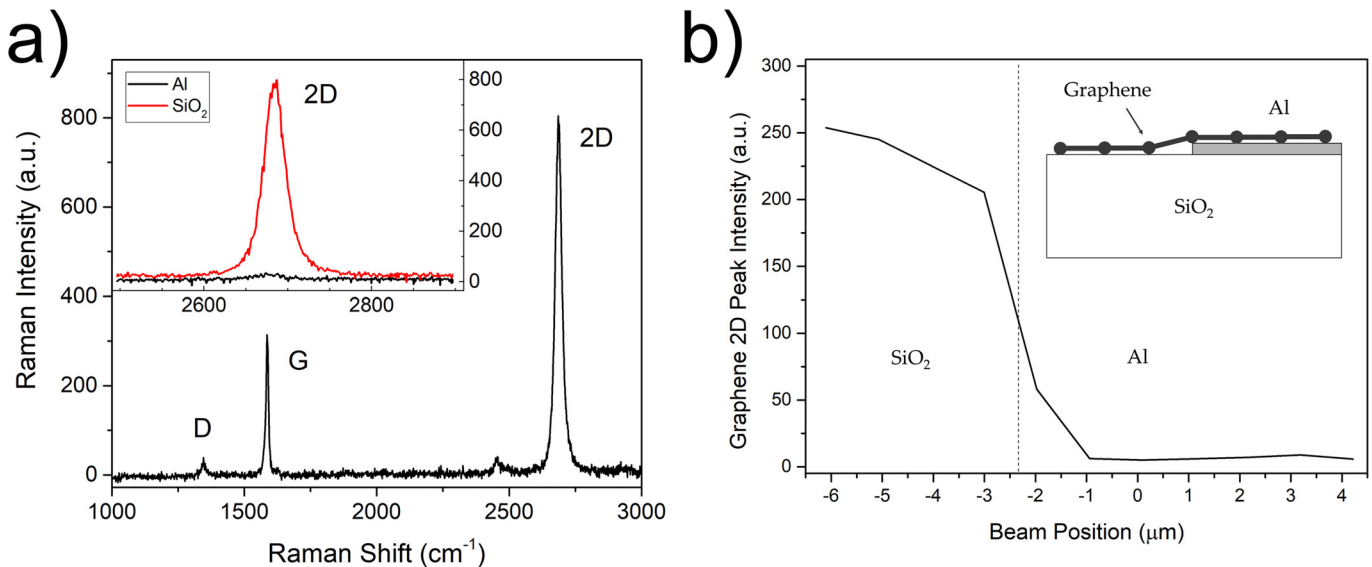 a)
Raman Intensity (a.u.)
800
600
400
200
0
1000
1500
2000
2500
3000
Raman Shift (cm⁻¹)
D
G
2D
Al
SiO₂
2D
800
600
400
200
0
2600
2800
b)
Graphene 2D Peak Intensity (a.u.)
300
250
200
150
100
50
0
-6
-5
-4
-3
-2
-1
0
1
2
3
4
Beam Position (μm)
SiO₂
Al
Graphene
Al
SiO₂